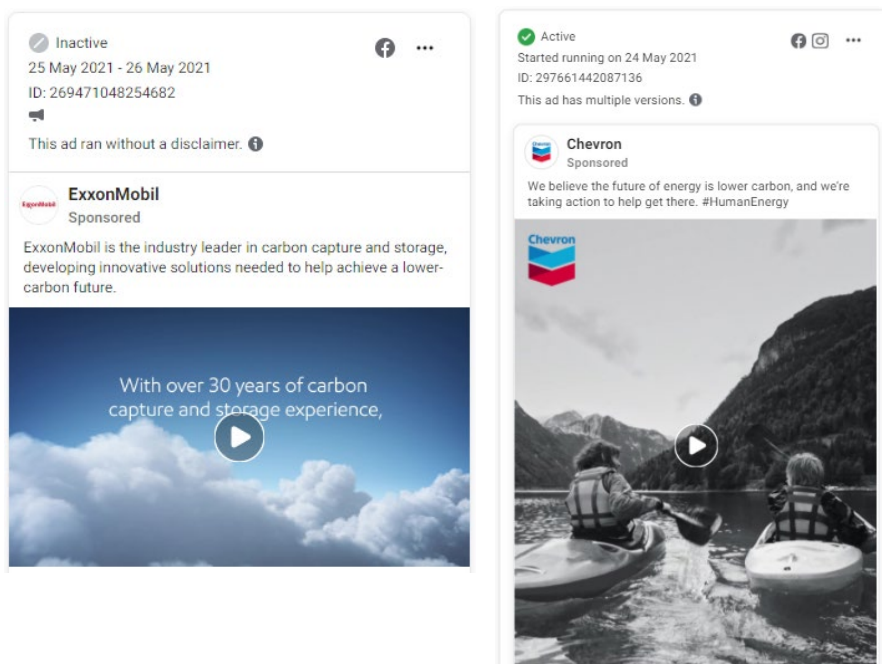 Inactive
25 May 2021 - 26 May 2021
ID: 269471048254682
This ad ran without a disclaimer.
ExxonMobil
ExxonMobil
Sponsored
ExxonMobil is the industry leader in carbon capture and storage,
developing innovative solutions needed to help achieve a lower-
carbon future.
With over 30 years of carbon
capture and storage experience,
Active
Started running on 24 May 2021
ID: 297661442087136
This ad has multiple versions.
Chevron
Chevron
Sponsored
We believe the future of energy is lower carbon, and we're
taking action to help get there. #HumanEnergy
Chevron